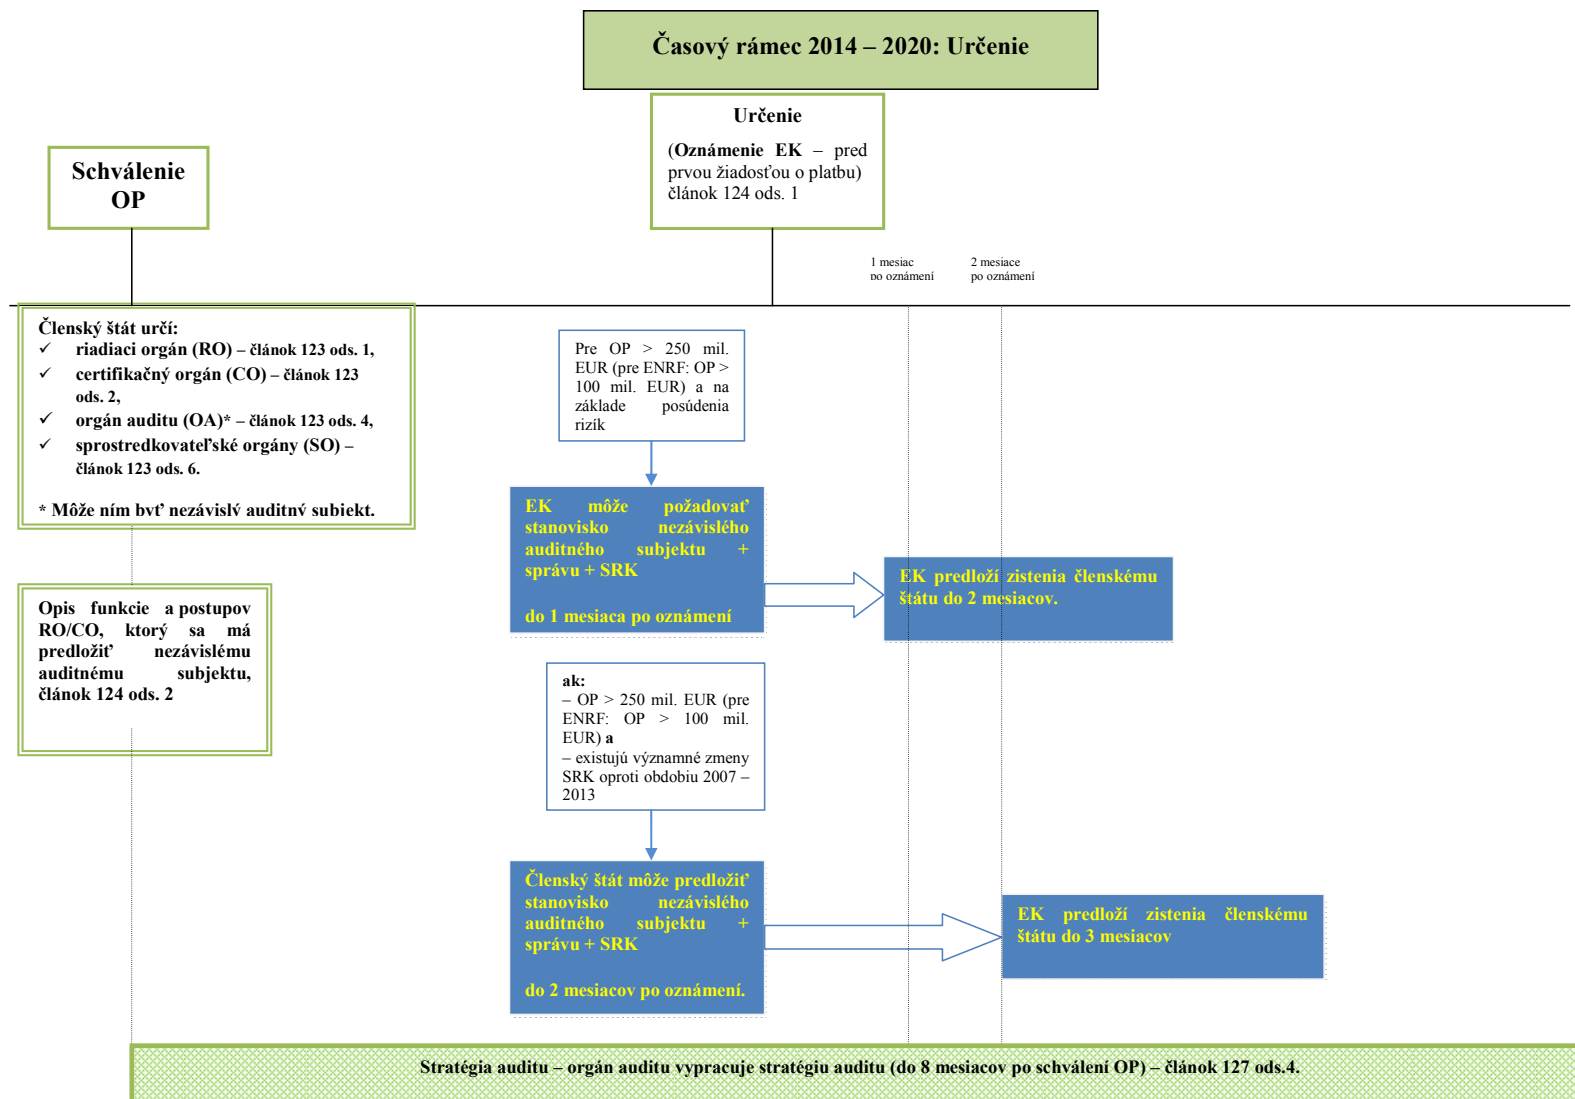 Časový rámec 2014 – 2020: Určenie
Určenie
(Oznámenie EK – pred
prvou žiadosťou o platbu)
článok 124 ods. 1
Schválenie
OP
1 mesiac
po oznámení
2 mesiace
po oznámení
Členský štát určí:
✓ riadiaci orgán (RO) – článok 123 ods. 1,
✓ certifikačný orgán (CO) – článok 123
ods. 2,
✓ orgán auditu (OA)* – článok 123 ods. 4,
✓ sprostredkovateľské orgány (SO) –
článok 123 ods. 6.
* Môže ním byť nezávislý auditný subjekt.
Pre OP > 250 mil.
EUR (pre ENRF: OP >
100 mil. EUR) a na
základe posúdenia
rizík
EK môže požadovať
stanovisko nezávislého
auditného subjektu +
správu + SRK
do 1 mesiaca po oznámení
EK predloží zistenia členskému
štátu do 2 mesiacov.
Opis funkcie a postupov
RO/CO, ktorý sa má
predložiť nezávislému
auditnému subjektu,
článok 124 ods. 2
ak:
– OP > 250 mil. EUR (pre
ENRF: OP > 100 mil.
EUR) a
– existujú významné zmeny
SRK oproti obdobiu 2007 –
2013
Členský štát môže predložiť
stanovisko nezávislého
auditného subjektu +
správu + SRK
do 2 mesiacov po oznámení.
EK predloží zistenia členskému
štátu do 3 mesiacov
Stratégia auditu – orgán auditu vypracuje stratégiu auditu (do 8 mesiacov po schválení OP) – článok 127 ods.4.